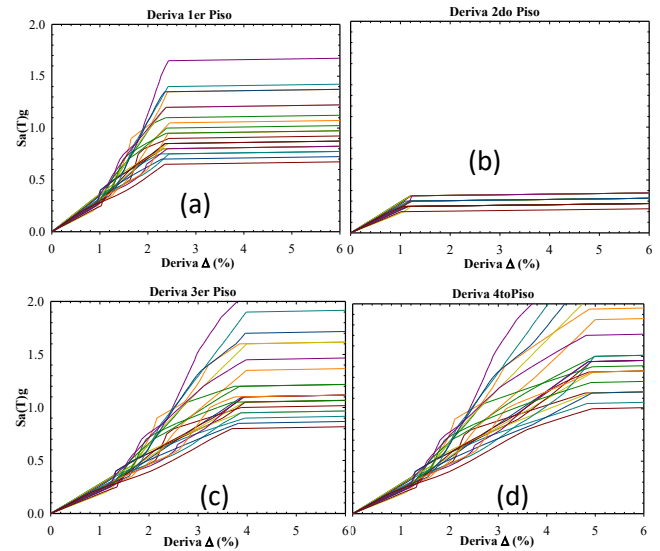 Deriva 1er Piso
Deriva 2do Piso
2.0
1.5
1.0
0.5
0.0
Sa(T)g
(a)
(b)
0 1 2 3 4 5 6
0 1 2 3 4 5 6
Deriva Δ (%)
Deriva Δ (%)
Deriva 3er Piso
Deriva 4toPiso
2.0
1.5
1.0
0.5
0.0
Sa(T)g
(c)
(d)
0 1 2 3 4 5 6
0 1 2 3 4 5 6
Deriva Δ (%)
Deriva Δ (%)